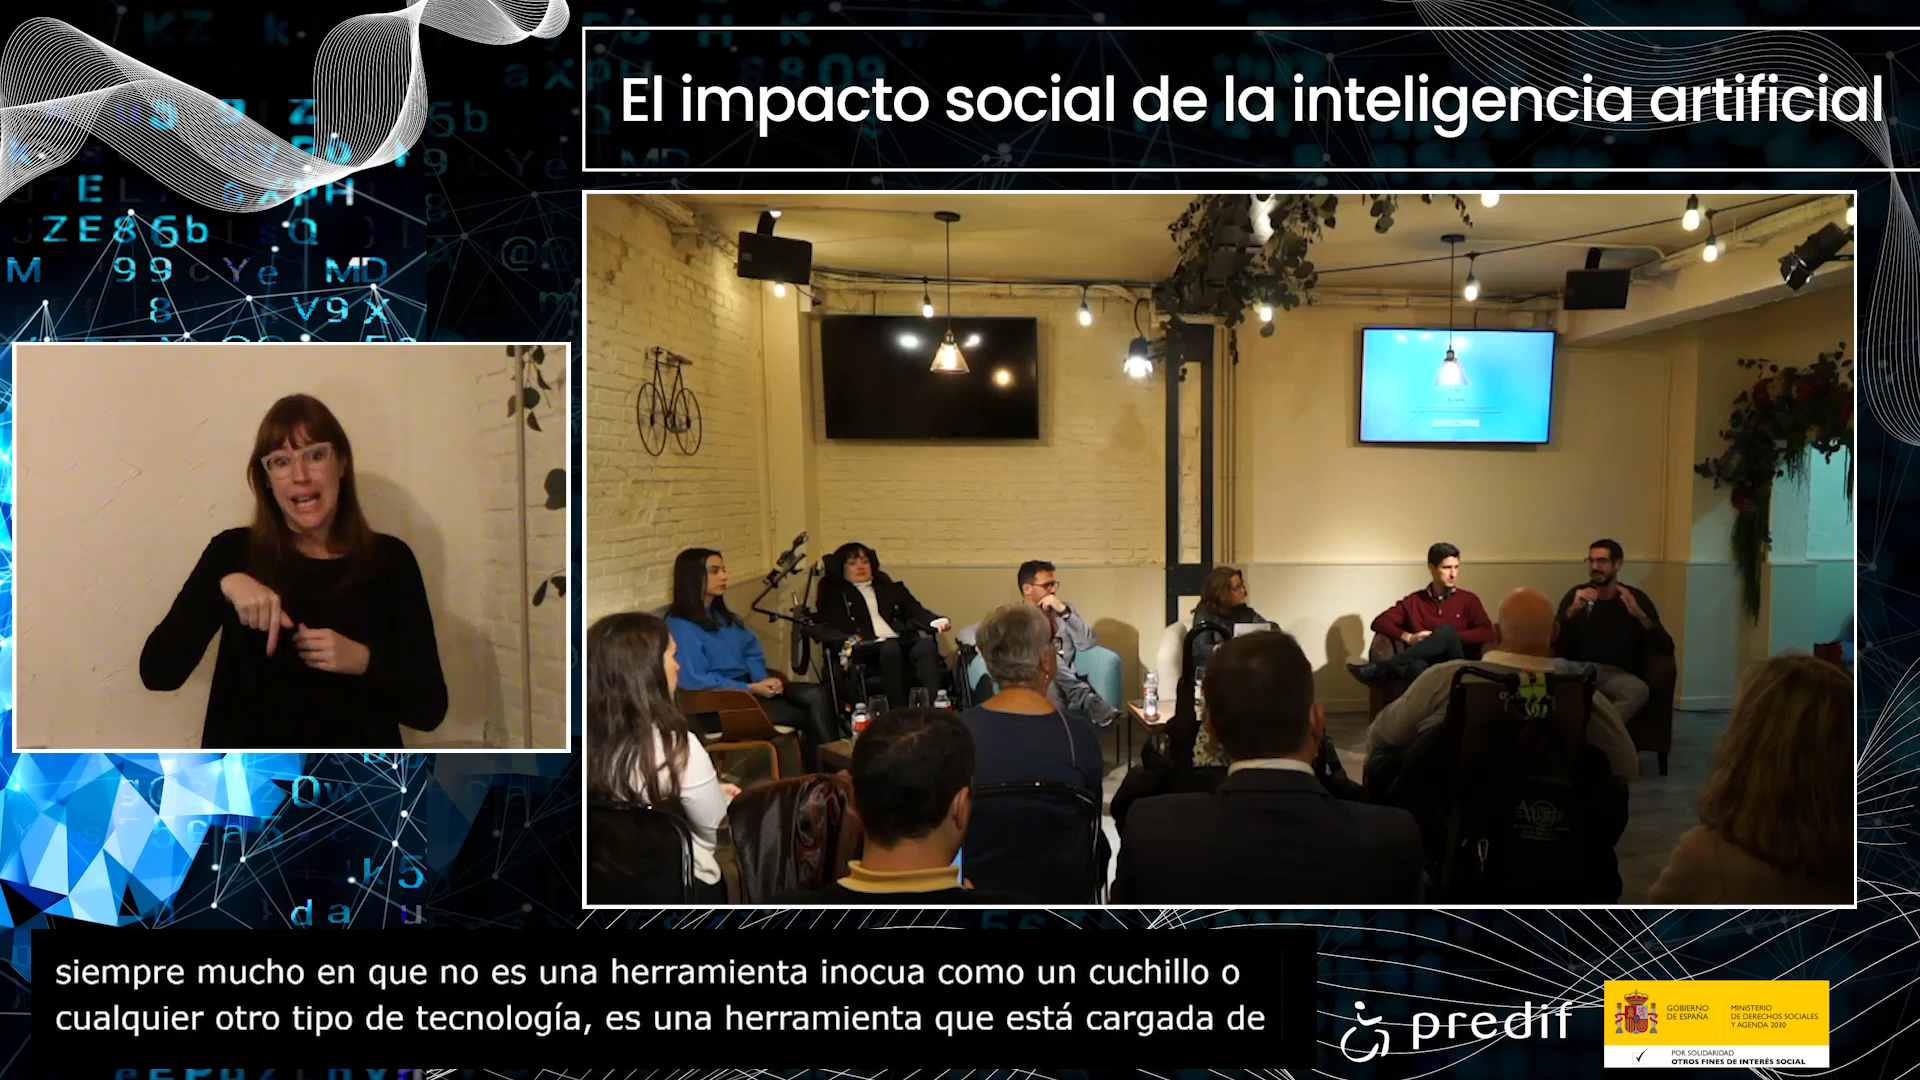 El impacto social de la inteligencia artificial
siempre mucho en que no es una herramienta inocua como un cuchillo o
cualquier otro tipo de tecnología, es una herramienta que está cargada de
predif
GOBIERNO
DE ESPAÑA
MINISTERIO
DE DERECHOS SOCIALES
Y AGENDA 2030
POR SOLIDARIDAD
OTROS FINES DE INTERÉS SOCIAL